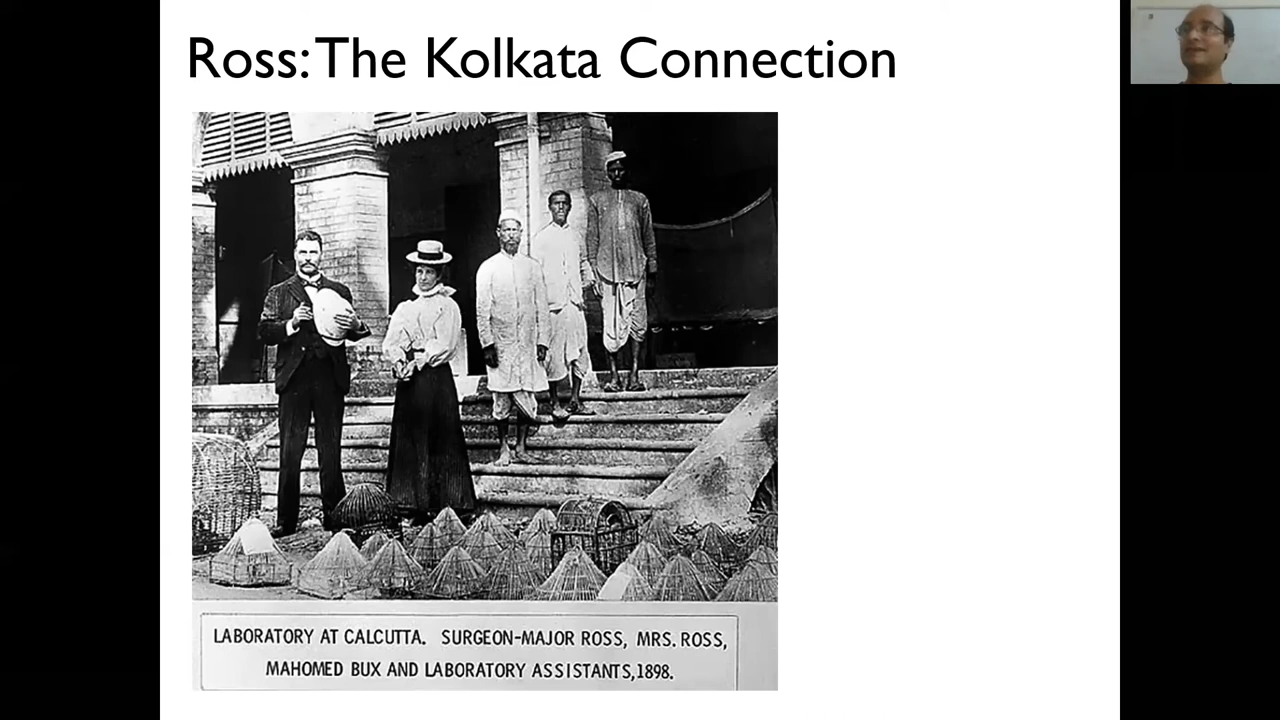 Ross: The Kolkata Connection
LABORATORY AT CALCUTTA. SURGEON-MAJOR ROSS, MRS. ROSS,
MAHOMED BUX AND LABORATORY ASSISTANTS, 1898.